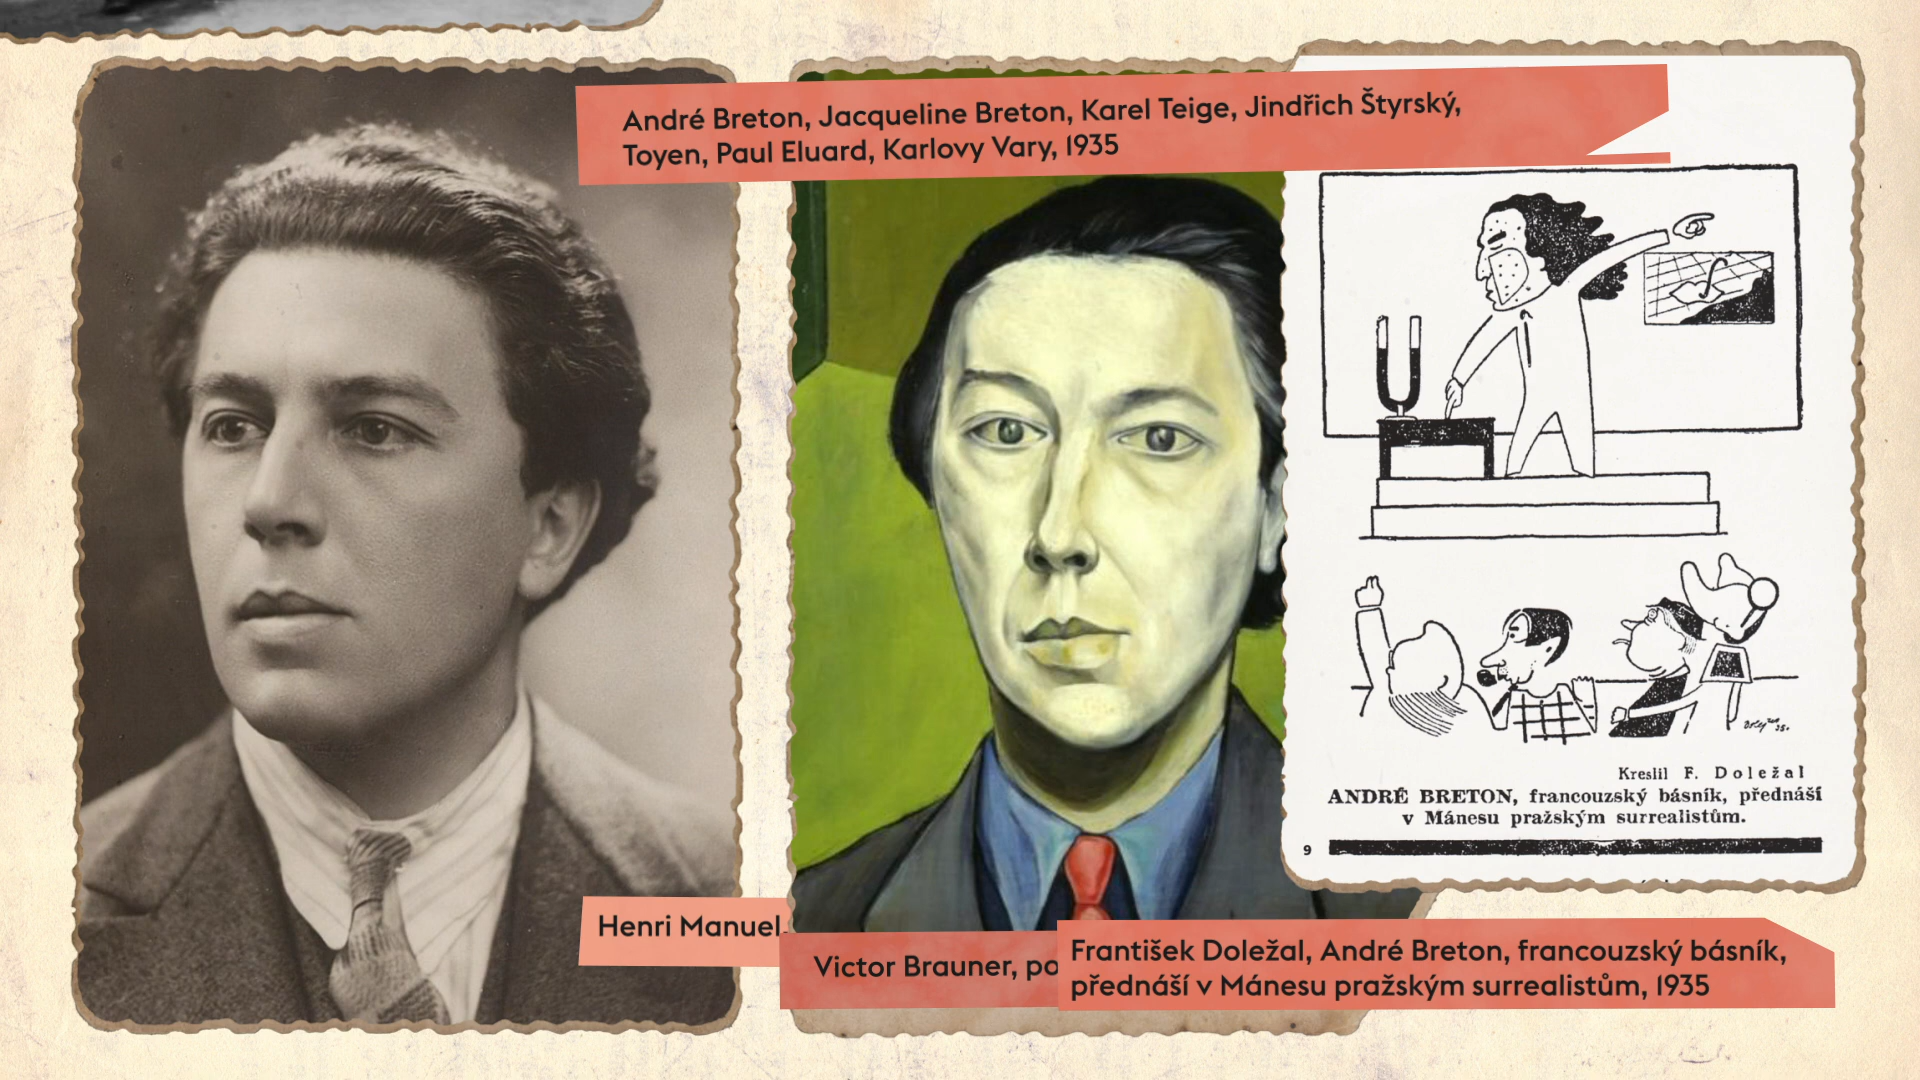 André Breton, Jacqueline Breton, Karel Teige, Jindřich Štyrský,
Toyen, Paul Eluard, Karlovy Vary, 1935
Kreslil F. Doležal
ANDRÉ BRETON, francouzský básník, přednáší
v Mánesu pražským surrealistům.
9
Henri Manuel,
Victor Brauner, po
František Doležal, André Breton, francouzský básník,
přednáší v Mánesu pražským surrealistům, 1935